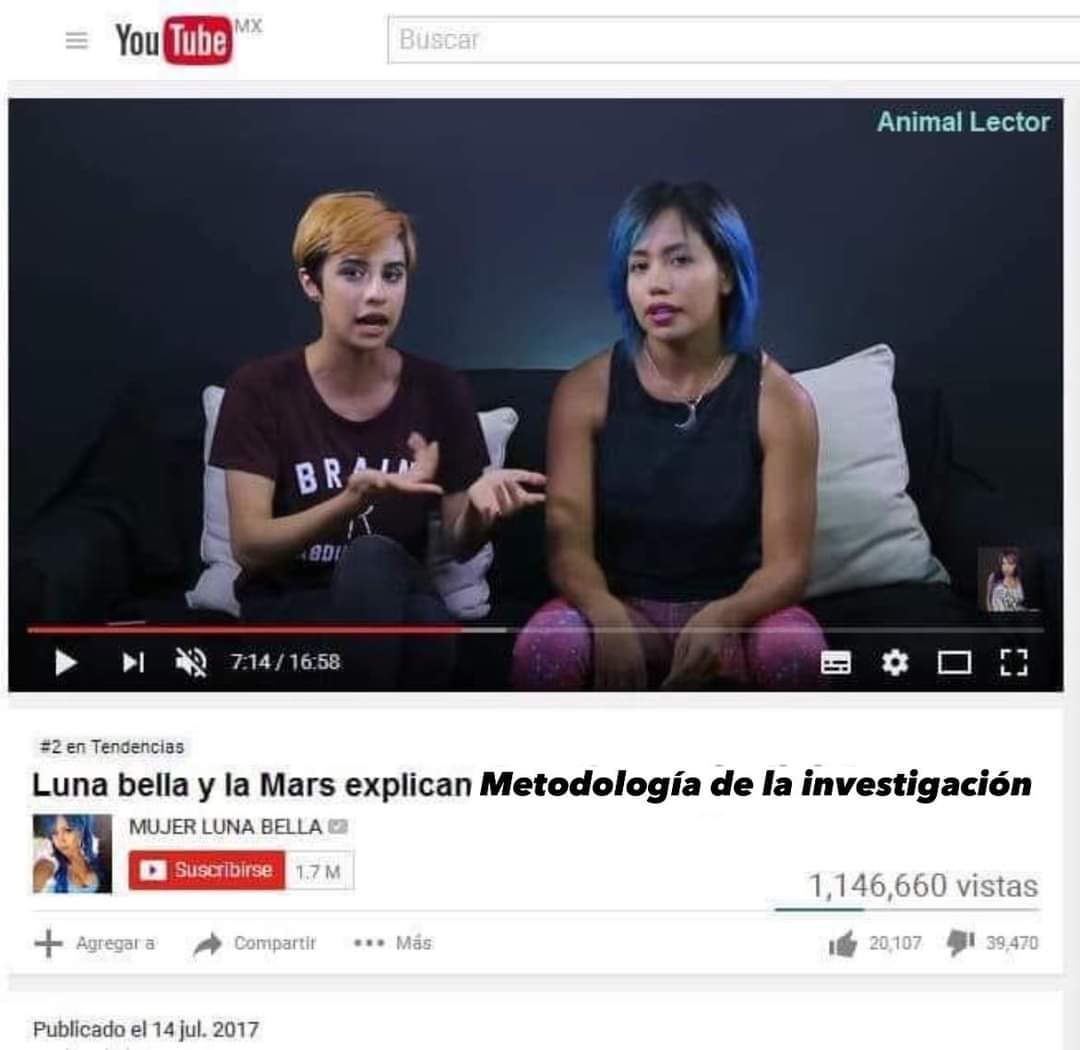 YouTube MX
Buscar
Animal Lector
BRAIN
7:14 / 16:58
#2 en Tendencias
Luna bella y la Mars explican Metodología de la investigación
MUJER LUNA BELLA
Suscribirse 1.7 M
1,146,660 vistas
Agregar a Compartir Más
20,107 39,470
Publicado el 14 jul. 2017